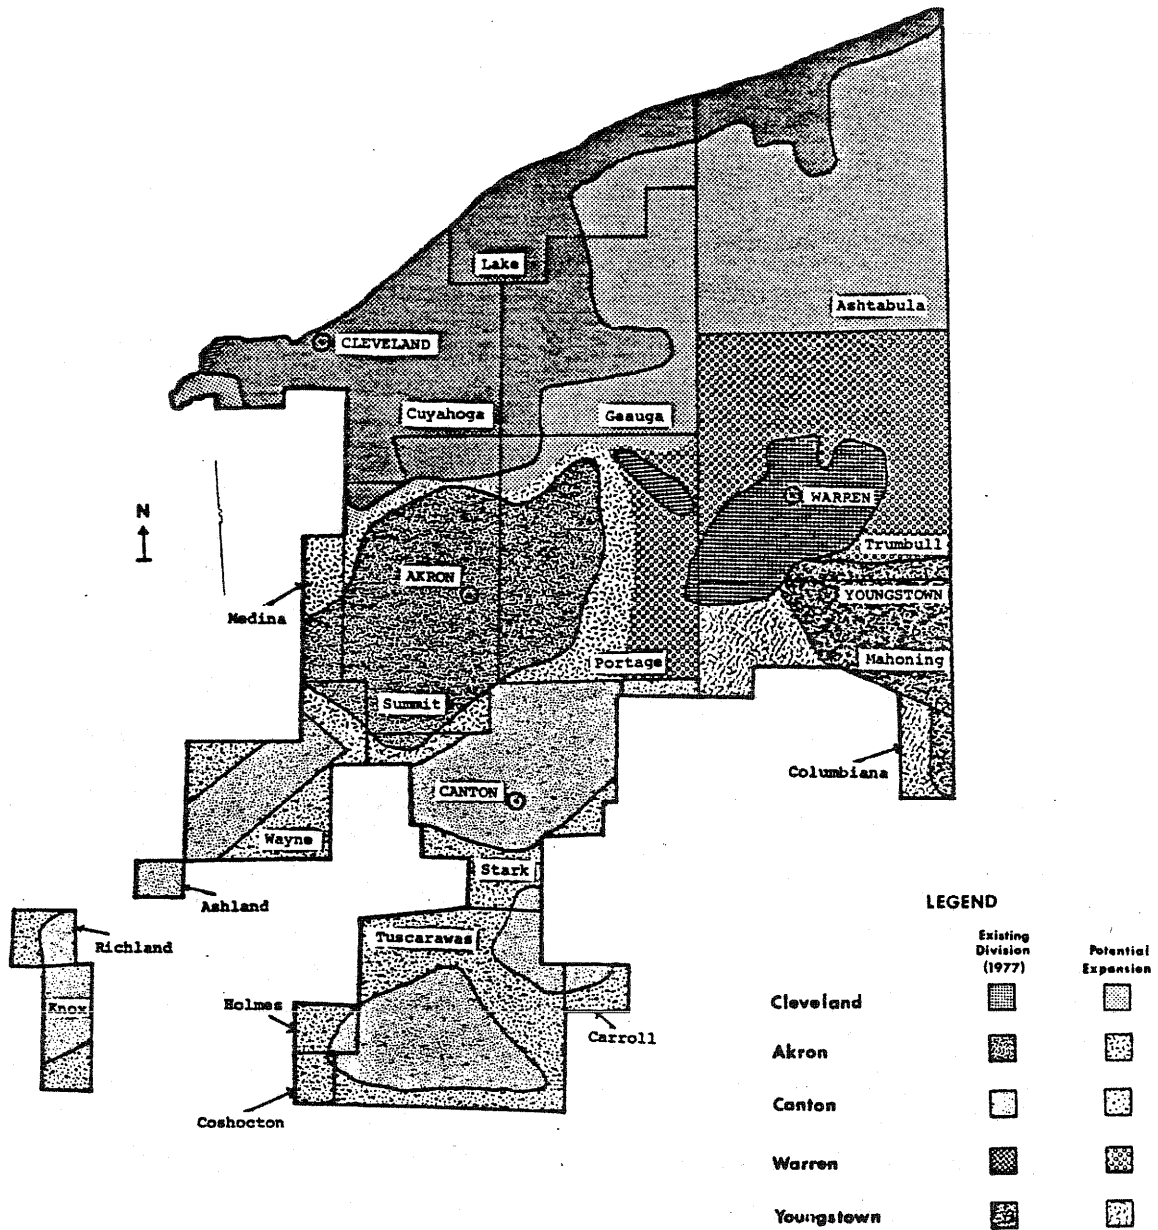 Lake
Ashtabula
CLEVELAND
Cuyahoga
Geauga
WARREN
N
Trumbull
AKRON
YOUNGSTOWN
Medina
Portage
Mahoning
Summit
Columbiana
CANTON
Wayne
Stark
Ashland
Richland
Tuscarawas
Knox
Holmes
Carroll
Coshocton
LEGEND
Existing
Division
(1977)
Potential
Expansion
Cleveland
Akron
Canton
Warren
Youngstown